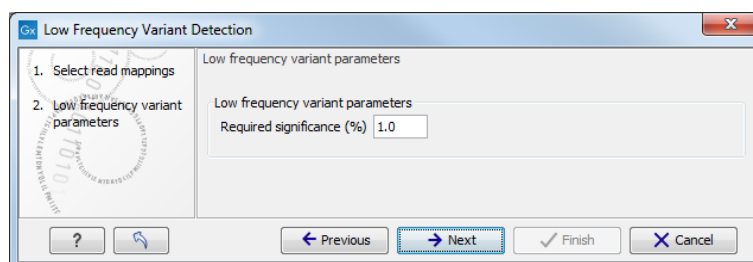 Gx Low Frequency Variant Detection
1. Select read mappings
2. Low frequency variant
parameters
Low frequency variant parameters
Low frequency variant parameters
Required significance (%) 1.0
? Previous Next Finish Cancel